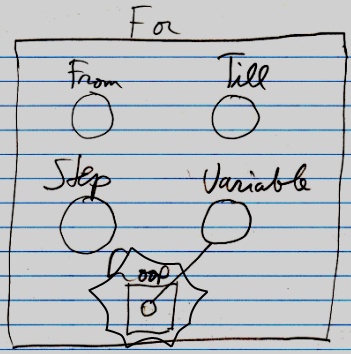 For
From Till
Step Variable
Loop